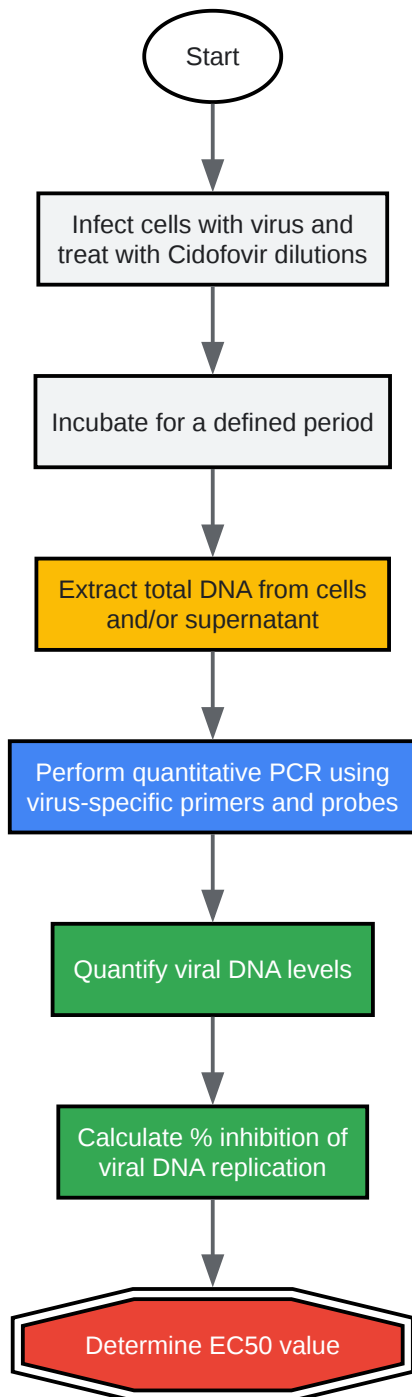 Start
Infect cells with virus and
treat with Cidofovir dilutions
Incubate for a defined period
Extract total DNA from cells
and/or supernatant
Perform quantitative PCR using
virus-specific primers and probes
Quantify viral DNA levels
Calculate % inhibition of
viral DNA replication
Determine EC50 value